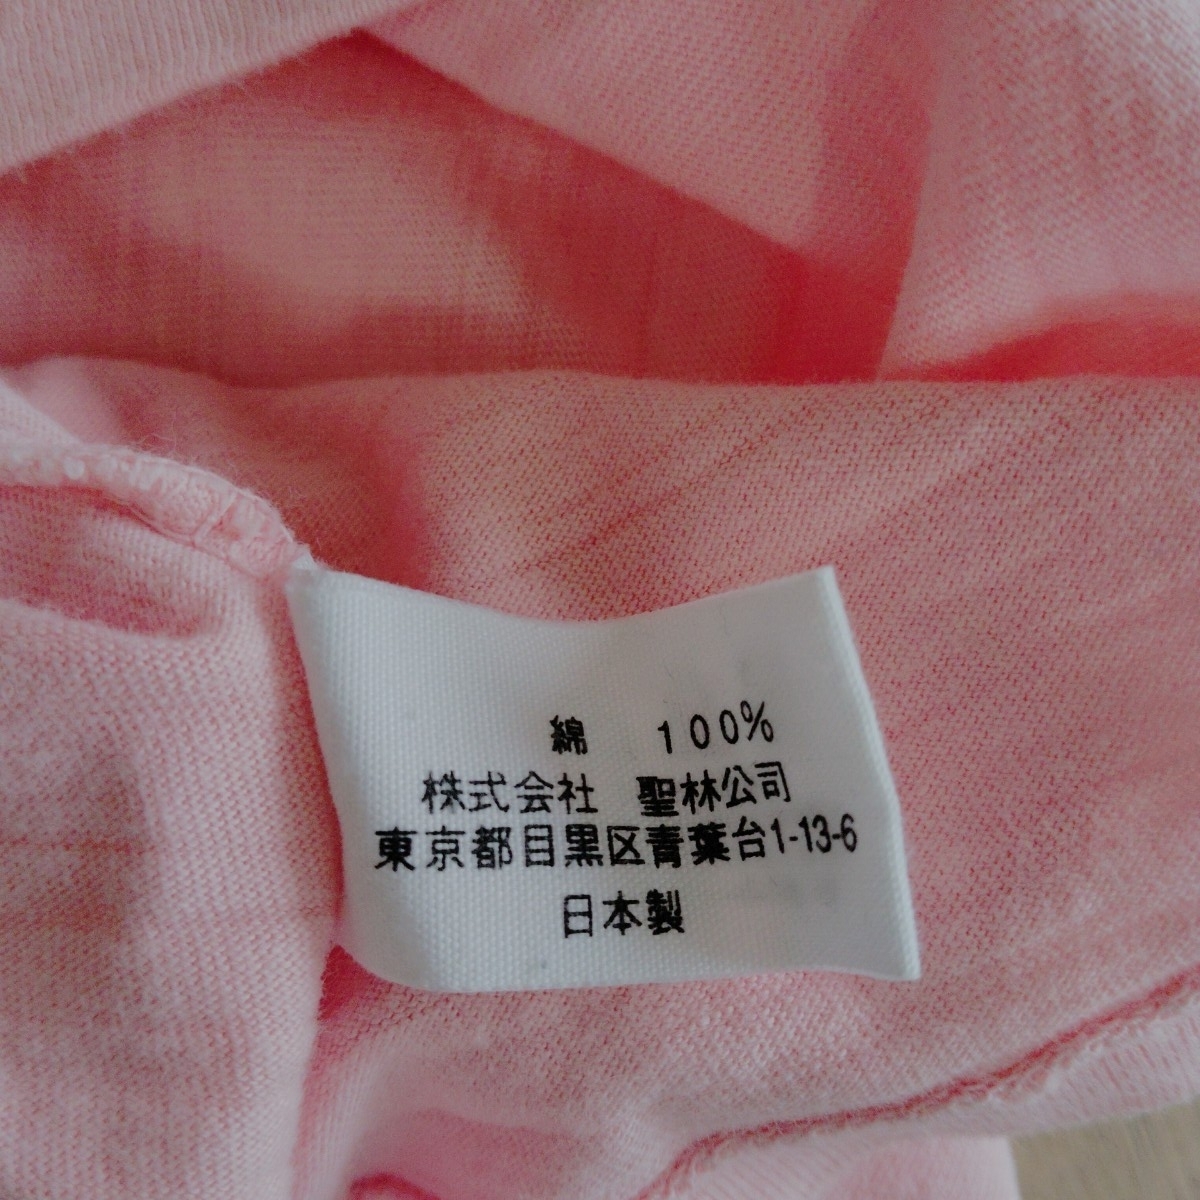 綿　100%
株式会社　聖林公司
東京都目黒区青葉台1-13-6
日本製